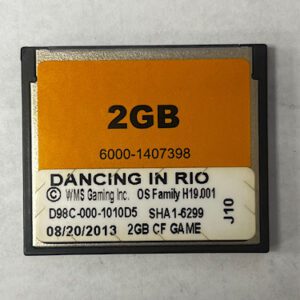 2GB
6000-1407398
DANCING IN RIO
© WMS Gaming Inc. OS Family H19.001
D98C-000-1010D5 SHA1-6299
08/20/2013 2GB CF GAME
J10